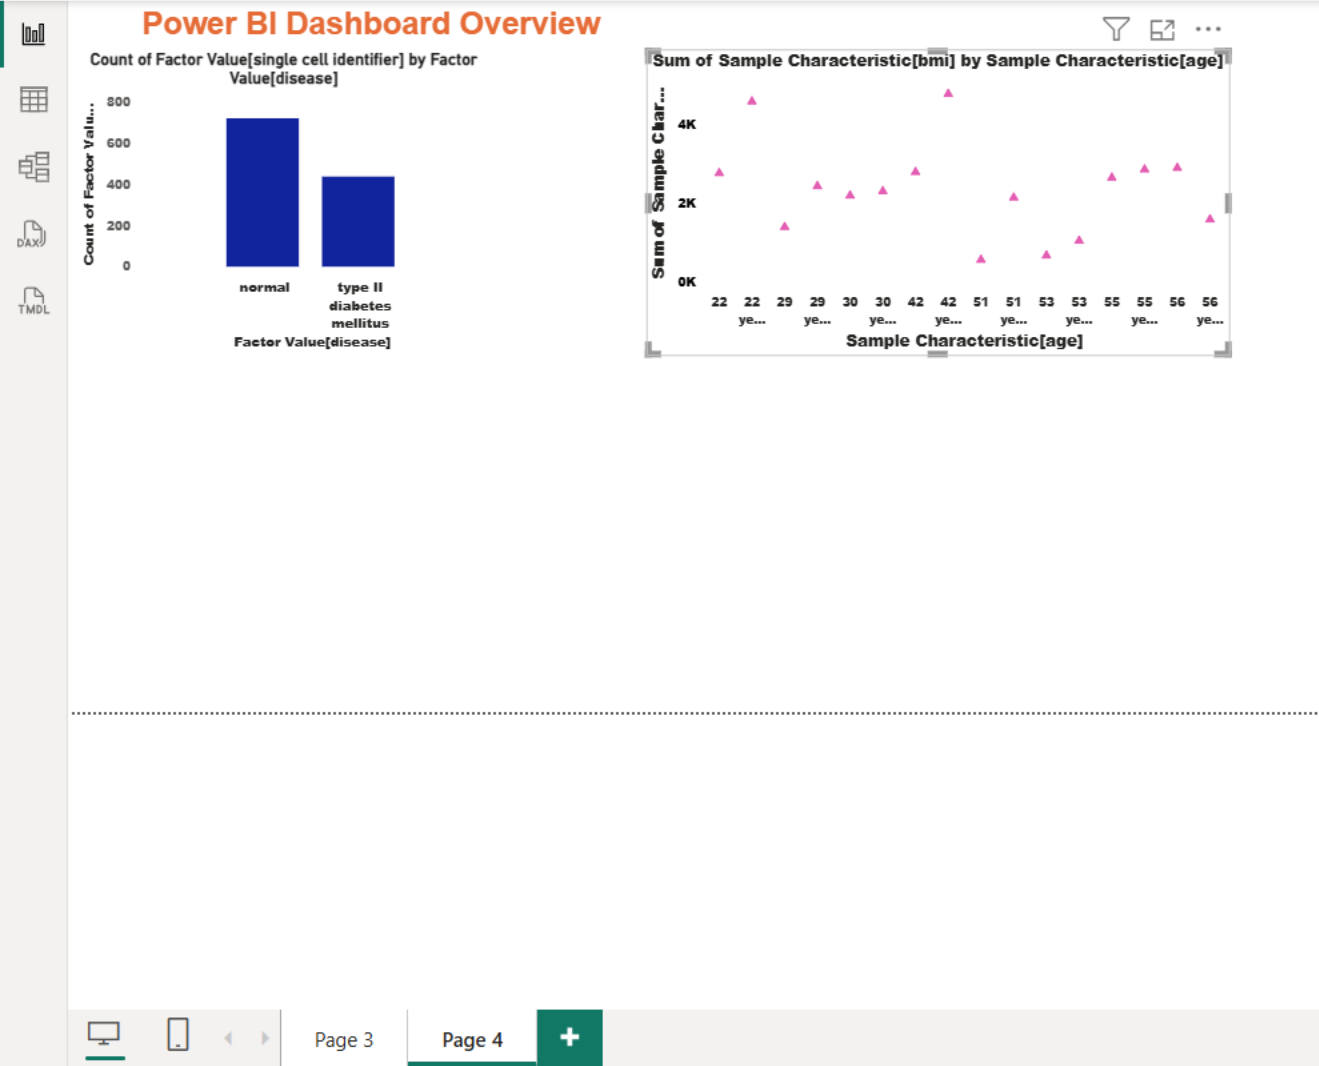 Power BI Dashboard Overview
Count of Factor Value[single cell identifier] by Factor
Value[disease]
Count of Factor Valu...
800
600
400
200
0
normal
type II
diabetes
mellitus
Factor Value[disease]
Sum of Sample Characteristic[bmi] by Sample Characteristic[age]
Sum of Sample Char...
4K
2K
0K
22 22 29 29 30 30 42 42 51 51 53 53 55 55 56 56
ye... ye... ye... ye... ye... ye... ye... ye...
Sample Characteristic[age]
DAX
TMDL
Page 3
Page 4
+